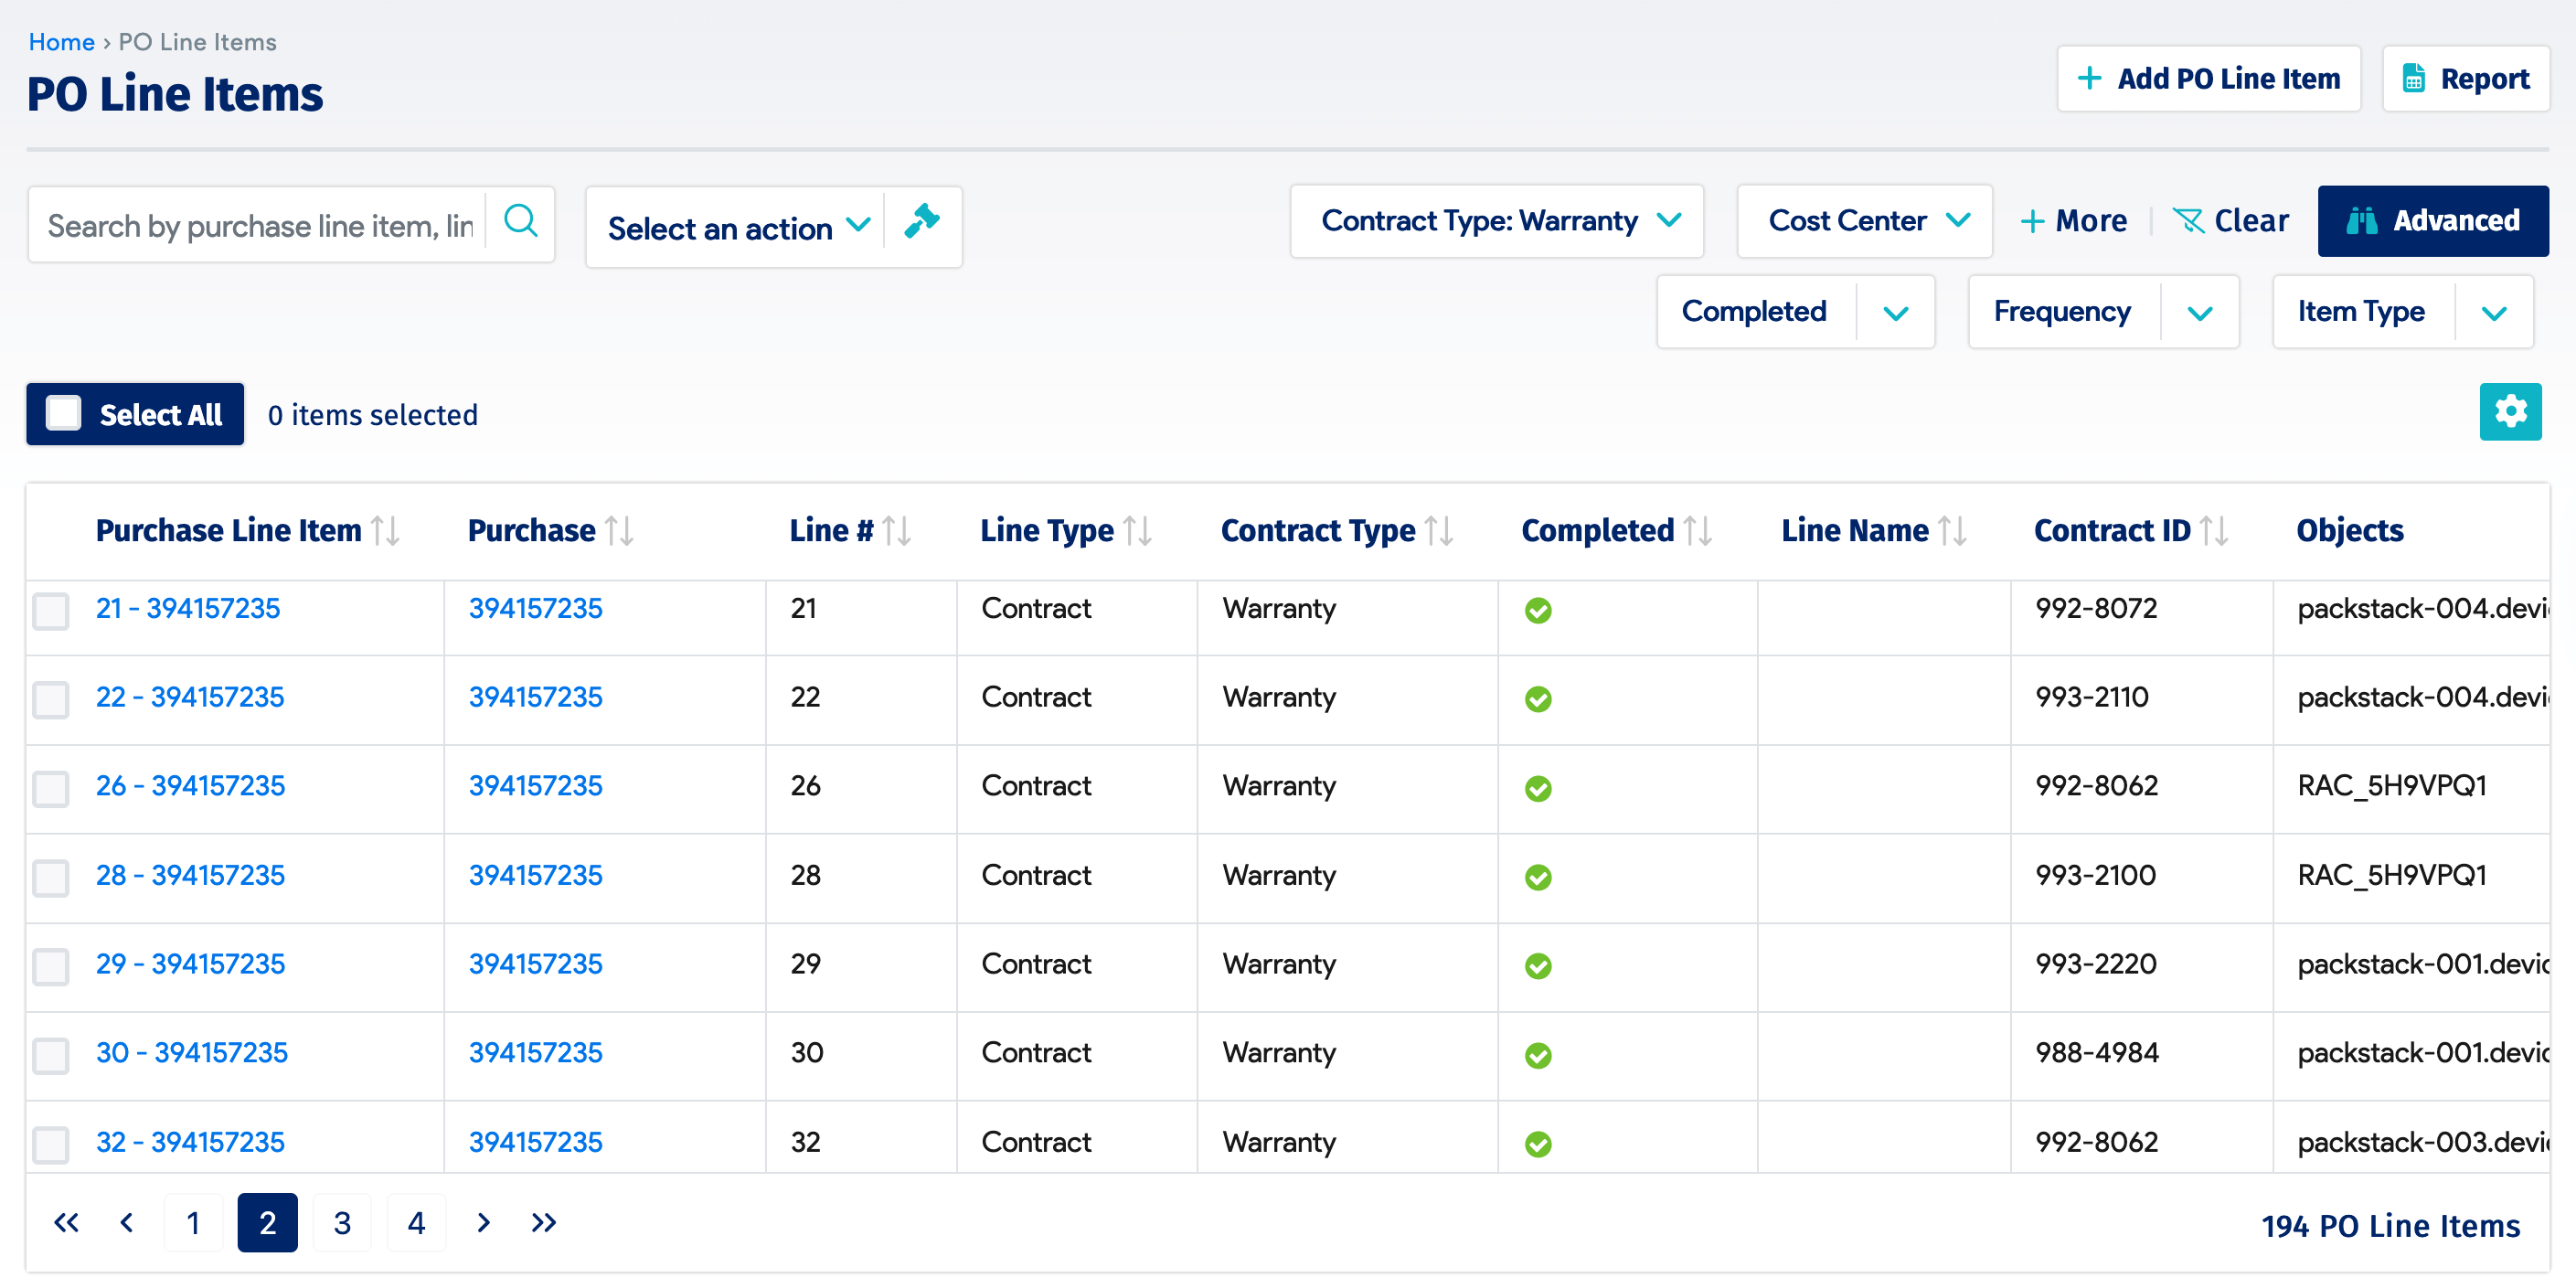 Home › PO Line Items
PO Line Items
Add PO Line Item
Report
Search by purchase line item, lin
Select an action
Contract Type: Warranty
Cost Center
More
Clear
Advanced
Completed
Frequency
Item Type
Select All
0 items selected
Purchase Line Item Purchase Line # Line Type Contract Type Completed Line Name Contract ID Objects
21 - 394157235 394157235 21 Contract Warranty 992-8072 packstack-004.devi
22 - 394157235 394157235 22 Contract Warranty 993-2110 packstack-004.devi
26 - 394157235 394157235 26 Contract Warranty 992-8062 RAC_5H9VPQ1
28 - 394157235 394157235 28 Contract Warranty 993-2100 RAC_5H9VPQ1
29 - 394157235 394157235 29 Contract Warranty 993-2220 packstack-001.devic
30 - 394157235 394157235 30 Contract Warranty 988-4984 packstack-001.devic
32 - 394157235 394157235 32 Contract Warranty 992-8062 packstack-003.devi
1 2 3 4
194 PO Line Items